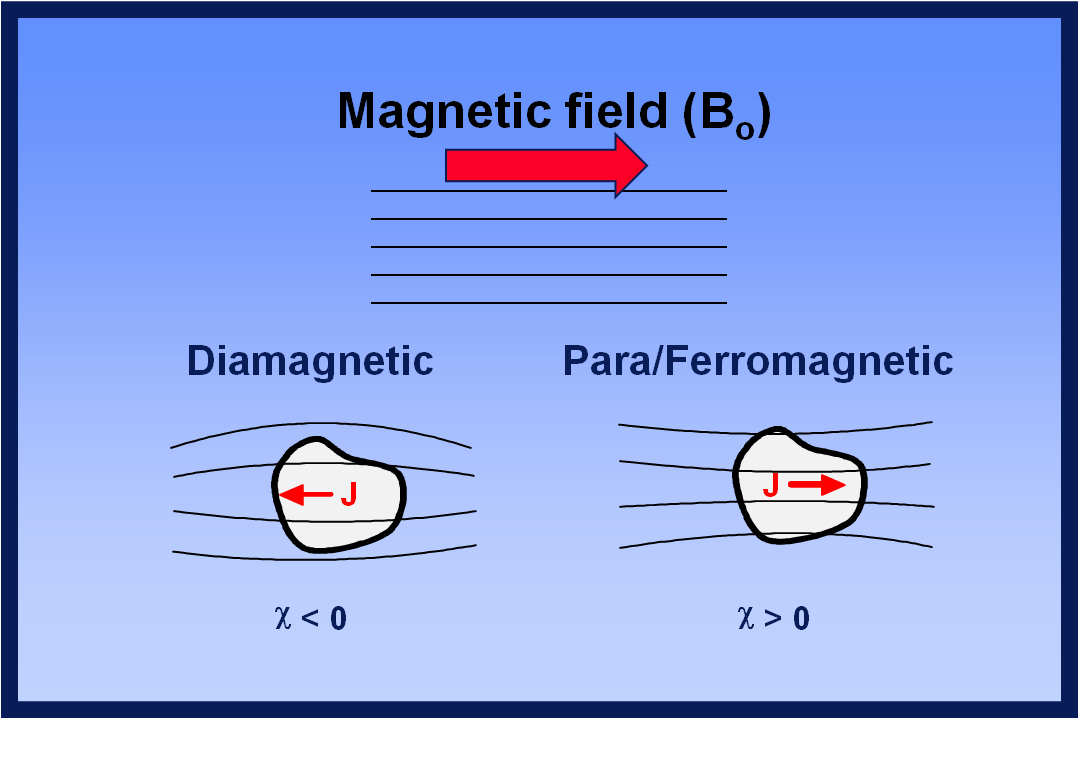 Magnetic field (Bₒ)
Diamagnetic
Para/Ferromagnetic
J
J
χ < 0
χ > 0